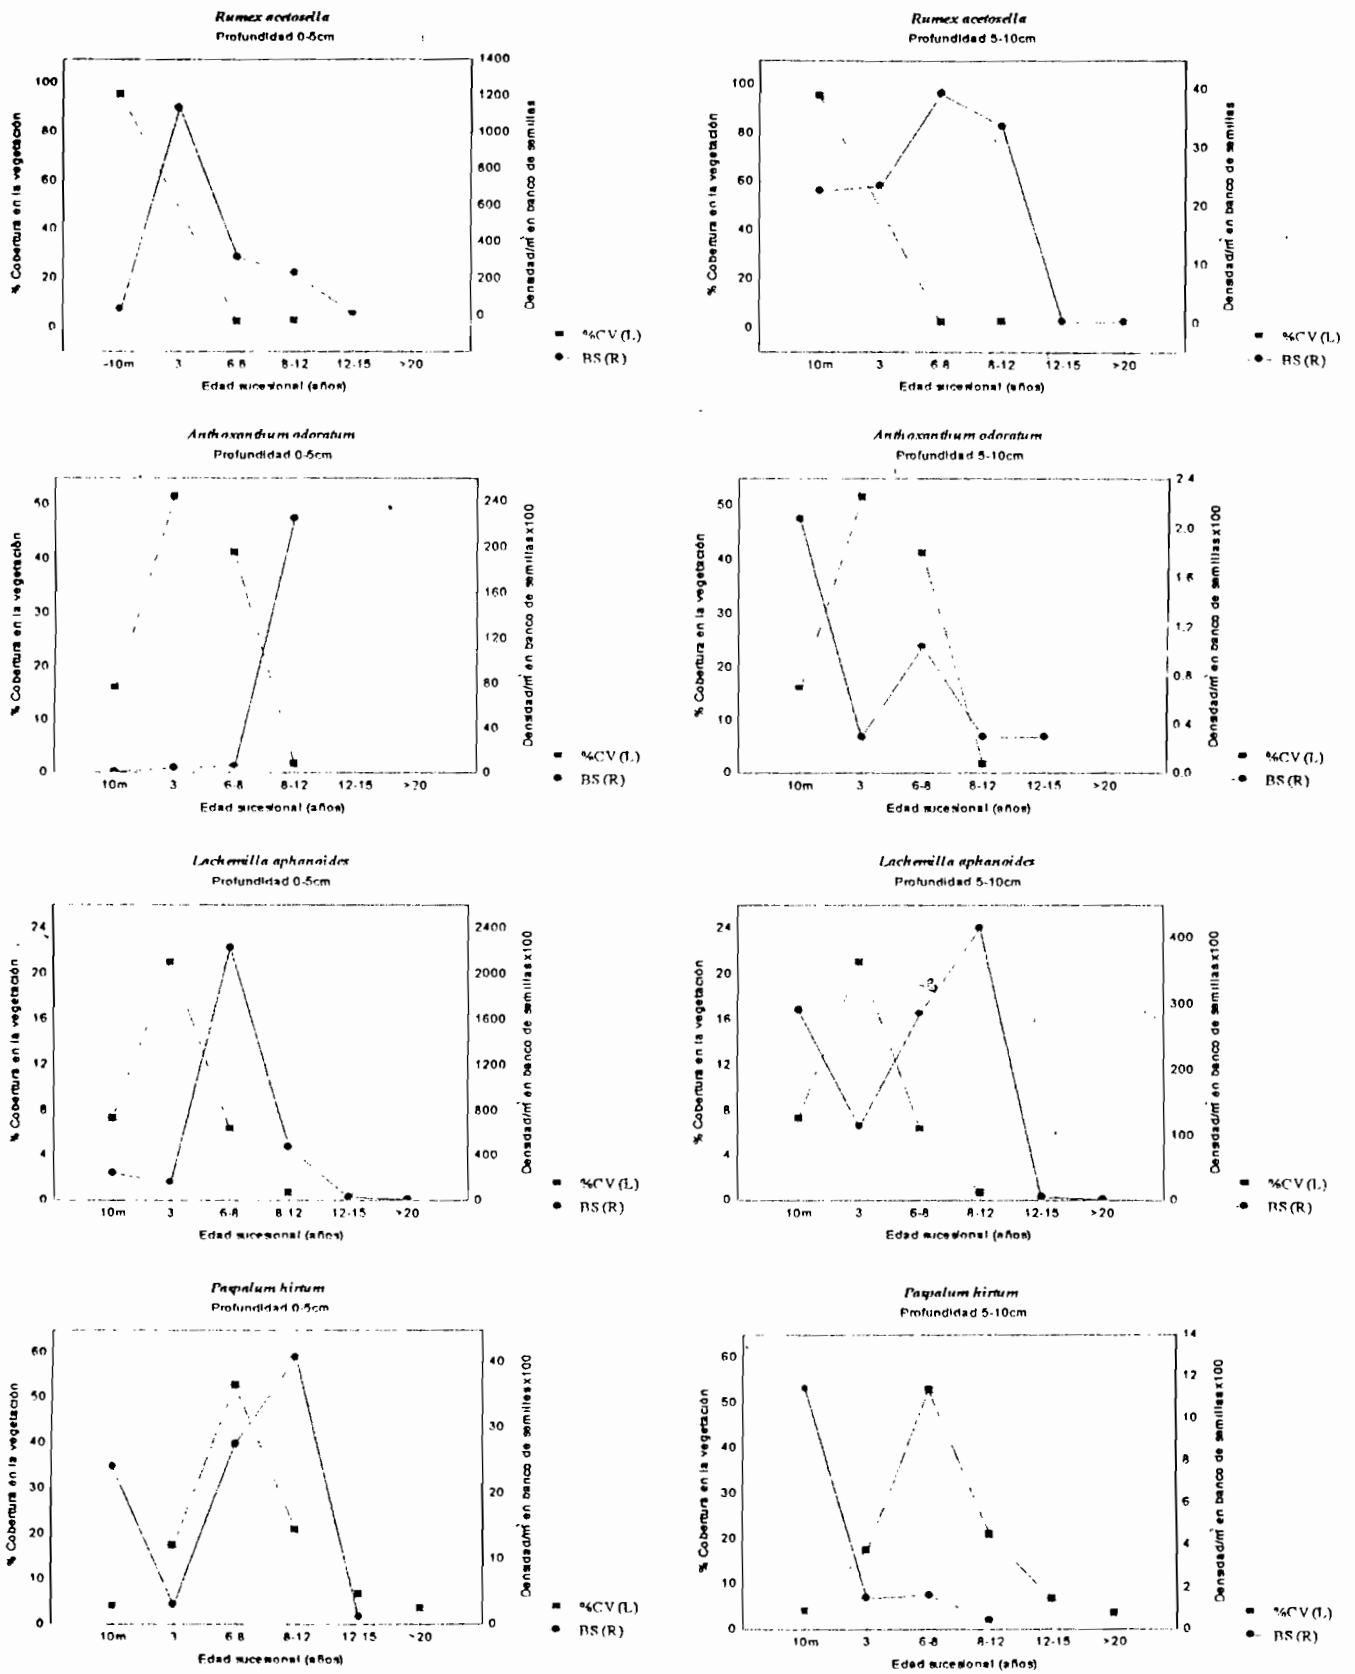 Rumex acetosella
Profundidad 0-5cm
% Cobertura en la vegetación
100
80
60
40
20
0
1400
1200
1000
800
600
400
200
0
Densidad/m² en banco de semillas
~10m 3 6-8 8-12 12-15 >20
Edad sucesional (años)
%CV (L)
BS (R)
Rumex acetosella
Profundidad 5-10cm
% Cobertura en la vegetación
100
80
60
40
20
0
40
30
20
10
0
Densidad/m² en banco de semillas
10m 3 6-8 8-12 12-15 >20
Edad sucesional (años)
%CV (L)
BS (R)
Anthoxanthum odoratum
Profundidad 0-5cm
% Cobertura en la vegetación
50
40
30
20
10
0
240
200
160
120
80
40
0
Densidad/m² en banco de semillas x100
10m 3 6-8 8-12 12-15 >20
Edad sucesional (años)
%CV (L)
BS (R)
Anthoxanthum odoratum
Profundidad 5-10cm
% Cobertura en la vegetación
50
40
30
20
10
0
2.4
2.0
1.6
1.2
0.8
0.4
0.0
Densidad/m² en banco de semillas x100
10m 3 6-8 8-12 12-15 >20
Edad sucesional (años)
%CV (L)
BS (R)
Lachemilla aphanoides
Profundidad 0-5cm
% Cobertura en la vegetación
24
20
16
12
8
4
0
2400
2000
1600
1200
800
400
0
Densidad/m² en banco de semillas x100
10m 3 6-8 8-12 12-15 >20
Edad sucesional (años)
%CV (L)
BS (R)
Lachemilla aphanoides
Profundidad 5-10cm
% Cobertura en la vegetación
24
20
16
12
8
4
0
400
300
200
100
0
Densidad/m² en banco de semillas x100
10m 3 6-8 8-12 12-15 >20
Edad sucesional (años)
%CV (L)
BS (R)
Paspalum hirtum
Profundidad 0-5cm
% Cobertura en la vegetación
60
50
40
30
20
10
0
40
30
20
10
0
Densidad/m² en banco de semillas x100
10m 3 6-8 8-12 12-15 >20
Edad sucesional (años)
%CV (L)
BS (R)
Paspalum hirtum
Profundidad 5-10cm
% Cobertura en la vegetación
60
50
40
30
20
10
0
14
12
10
8
6
4
2
0
Densidad/m² en banco de semillas x100
10m 3 6-8 8-12 12-15 >20
Edad sucesional (años)
%CV (L)
BS (R)